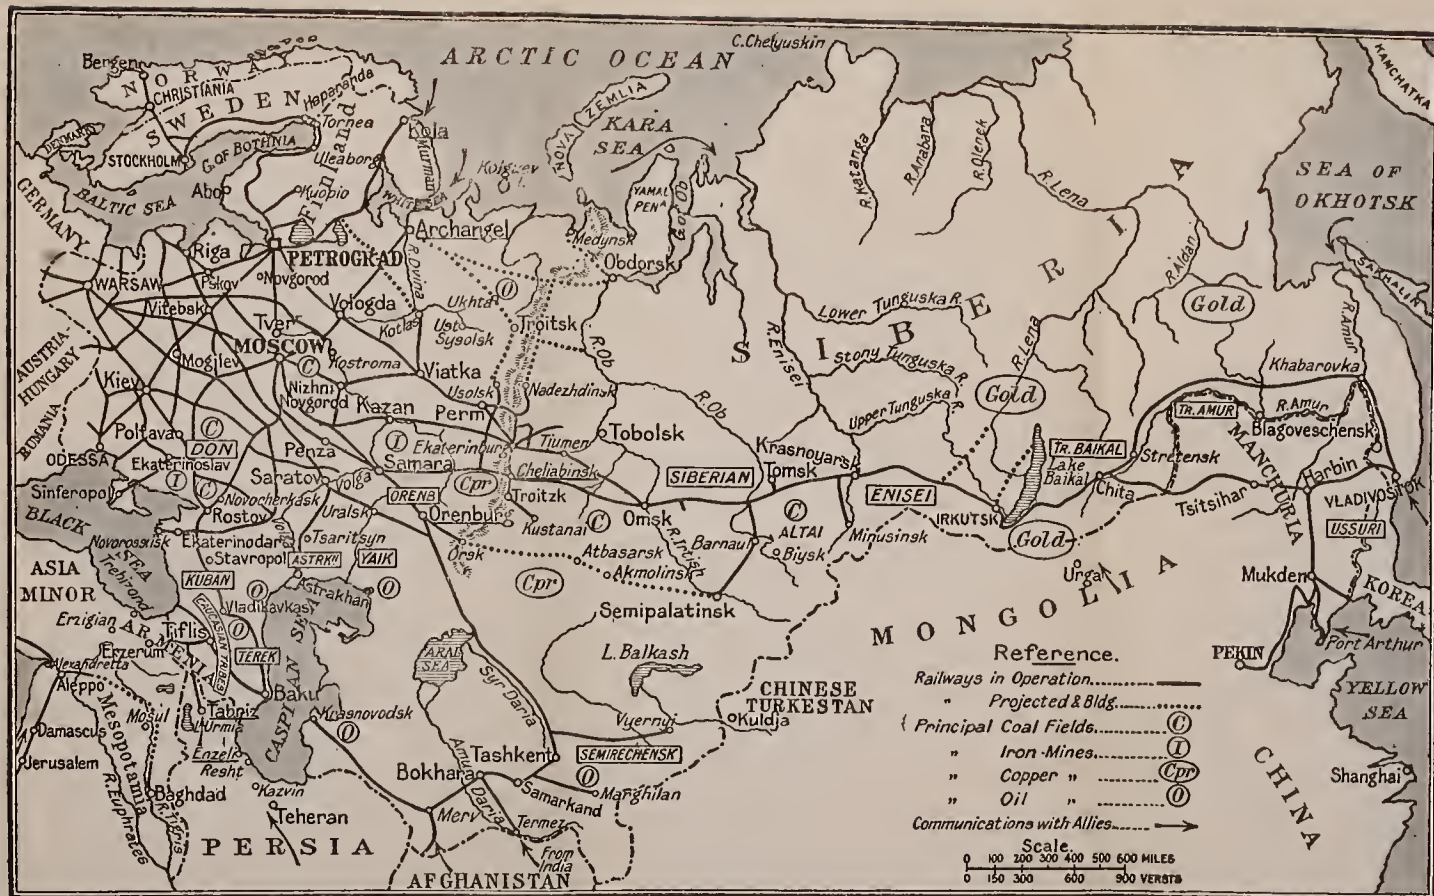 ARCTIC OCEAN
C. Chelyuskin
KAMCHATKA
Bergen
NORWAY
CHRISTIANIA
SWEDEN
Haparanda
Tornea
DENMARK
STOCKHOLM
G. OF BOTHNIA
Uleaborg
Finland
Kola
Murman
WHITE SEA
Kolguev
I.
NOVAIA ZEMLIA
KARA
SEA
YAMAL
PENA
G. of Ob
R. Katanga
R. Anabara
R. Olenek
R. Lena
SIBERIA
SEA OF
OKHOTSK
SAKHALIN
BALTIC SEA
Abo
Kuopio
GERMANY
Riga
PETROGRAD
Archangel
Medynsk
Obdorsk
WARSAW
Pskov
Novgorod
R. Dvina
Vologda
Ukhta
O
Vitebsk
Tver
Kotlas
Ust
Sysolsk
Troitsk
R. Ob
Lower Tunguska R.
R. Enisei
R. Lena
R. Aldan
Gold
R. Amur
AUSTRIA-
HUNGARY
Mogilev
MOSCOW
C
Kostroma
Viatka
Stony Tunguska R.
Khabarovka
Kiev
Nizhni
Novgorod
Usolsk
Nadezhdinsk
R. Ob
Upper Tunguska R.
Gold
RUMANIA
Poltava
C
DON
Kazan
Perm
TR. AMUR
R. Amur
Blagoveschensk
ODESSA
Penza
I
Ekaterinburg
Tiumen
Tobolsk
Krasnoyarsk
TR. BAIKAL
Stretensk
MANCHURIA
Ekaterinoslav
Samara
Cheliabinsk
SIBERIAN
Tomsk
Lake
Baikal
Harbin
Sinferopol
I
C
Novocherkask
Saratov
Volga
ORENB
Cpr
Troitzk
ENISEI
Chita
Tsitsihar
VLADIVOSTOK
BLACK
SEA
Rostov
Volga
Uralsk
Orenburg
Kustanai
C
Omsk
C
ALTAI
IRKUTSK
USSURI
Novorossisk
Ekaterinodar
Tsaritsyn
Orsk
Atbasarsk
R. Irtish
Barnaul
Biysk
Minusinsk
Gold
Stavropol
ASTRKN
YAIK
ASIA
MINOR
Trebizond
KUBAN
O
Astrakhan
O
Cpr
Akmolinsk
Urga
Mukden
KOREA
Vladikavkas
Semipalatinsk
MONGOLIA
Erzigian
ARMENIA
Tiflis
O
CAUCASIAN TRIBES
CASPIAN SEA
Port Arthur
Erzerum
TEREK
ARAL
SEA
L. Balkash
PEKIN
Alexandretta
Aleppo
Baku
Syr Daria
CHINESE
TURKESTAN
YELLOW
SEA
Mosul
Tabriz
Krasnovodsk
Vyernyi
Kuldja
Damascus
Mesopotamia
L. Urmia
O
Tashkent
SEMIRECHENSK
Jerusalem
Enzeli
Resht
Amu Daria
Bokhara
O
CHINA
Shanghai
Baghdad
Kazvin
Samarkand
Marghilan
R. Euphrates
R. Tigris
Teheran
Merv
Termez
PERSIA
From
India
AFGHANISTAN
Reference.
Railways in Operation
" Projected & Bldg.
{ Principal Coal Fields C
" Iron-Mines I
" Copper " Cpr
" Oil " O
Communications with Allies
Scale.
0 100 200 300 400 500 600 MILES
0 150 300 600 900 VERSTS